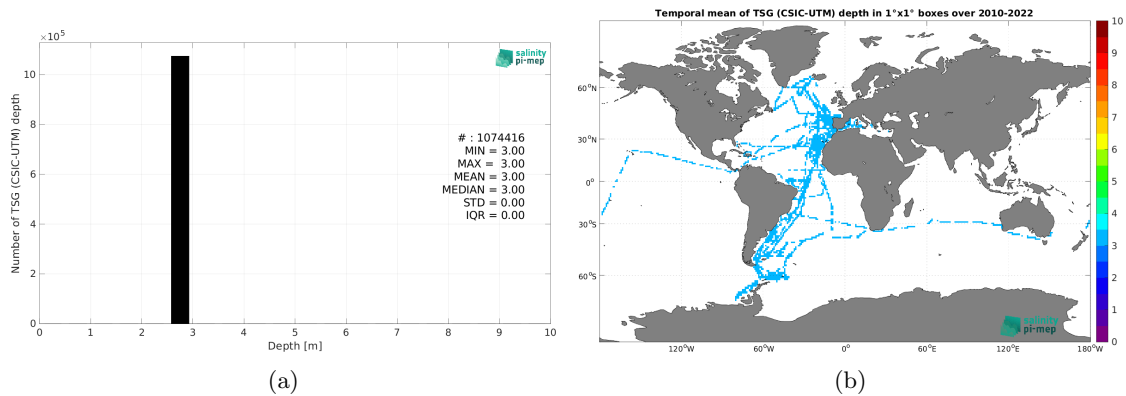 ×10⁵
10
8
6
4
2
0
Number of TSG (CSIC-UTM) depth
salinity
pi-mep
# : 1074416
MIN = 3.00
MAX = 3.00
MEAN = 3.00
MEDIAN = 3.00
STD = 0.00
IQR = 0.00
0 1 2 3 4 5 6 7 8 9 10
Depth [m]
(a)
Temporal mean of TSG (CSIC-UTM) depth in 1°x1° boxes over 2010-2022
60°N
30°N
0°
30°S
60°S
120°W 60°W 0° 60°E 120°E 180°W
salinity
pi-mep
10
9
8
7
6
5
4
3
2
1
0
(b)